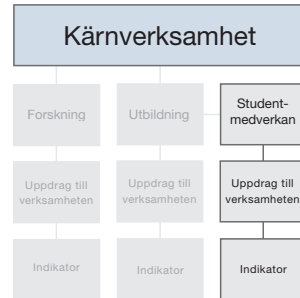 Kärnverksamhet
Forskning
Utbildning
Student-
medverkan
Uppdrag till
verksamheten
Uppdrag till
verksamheten
Uppdrag till
verksamheten
Indikator
Indikator
Indikator